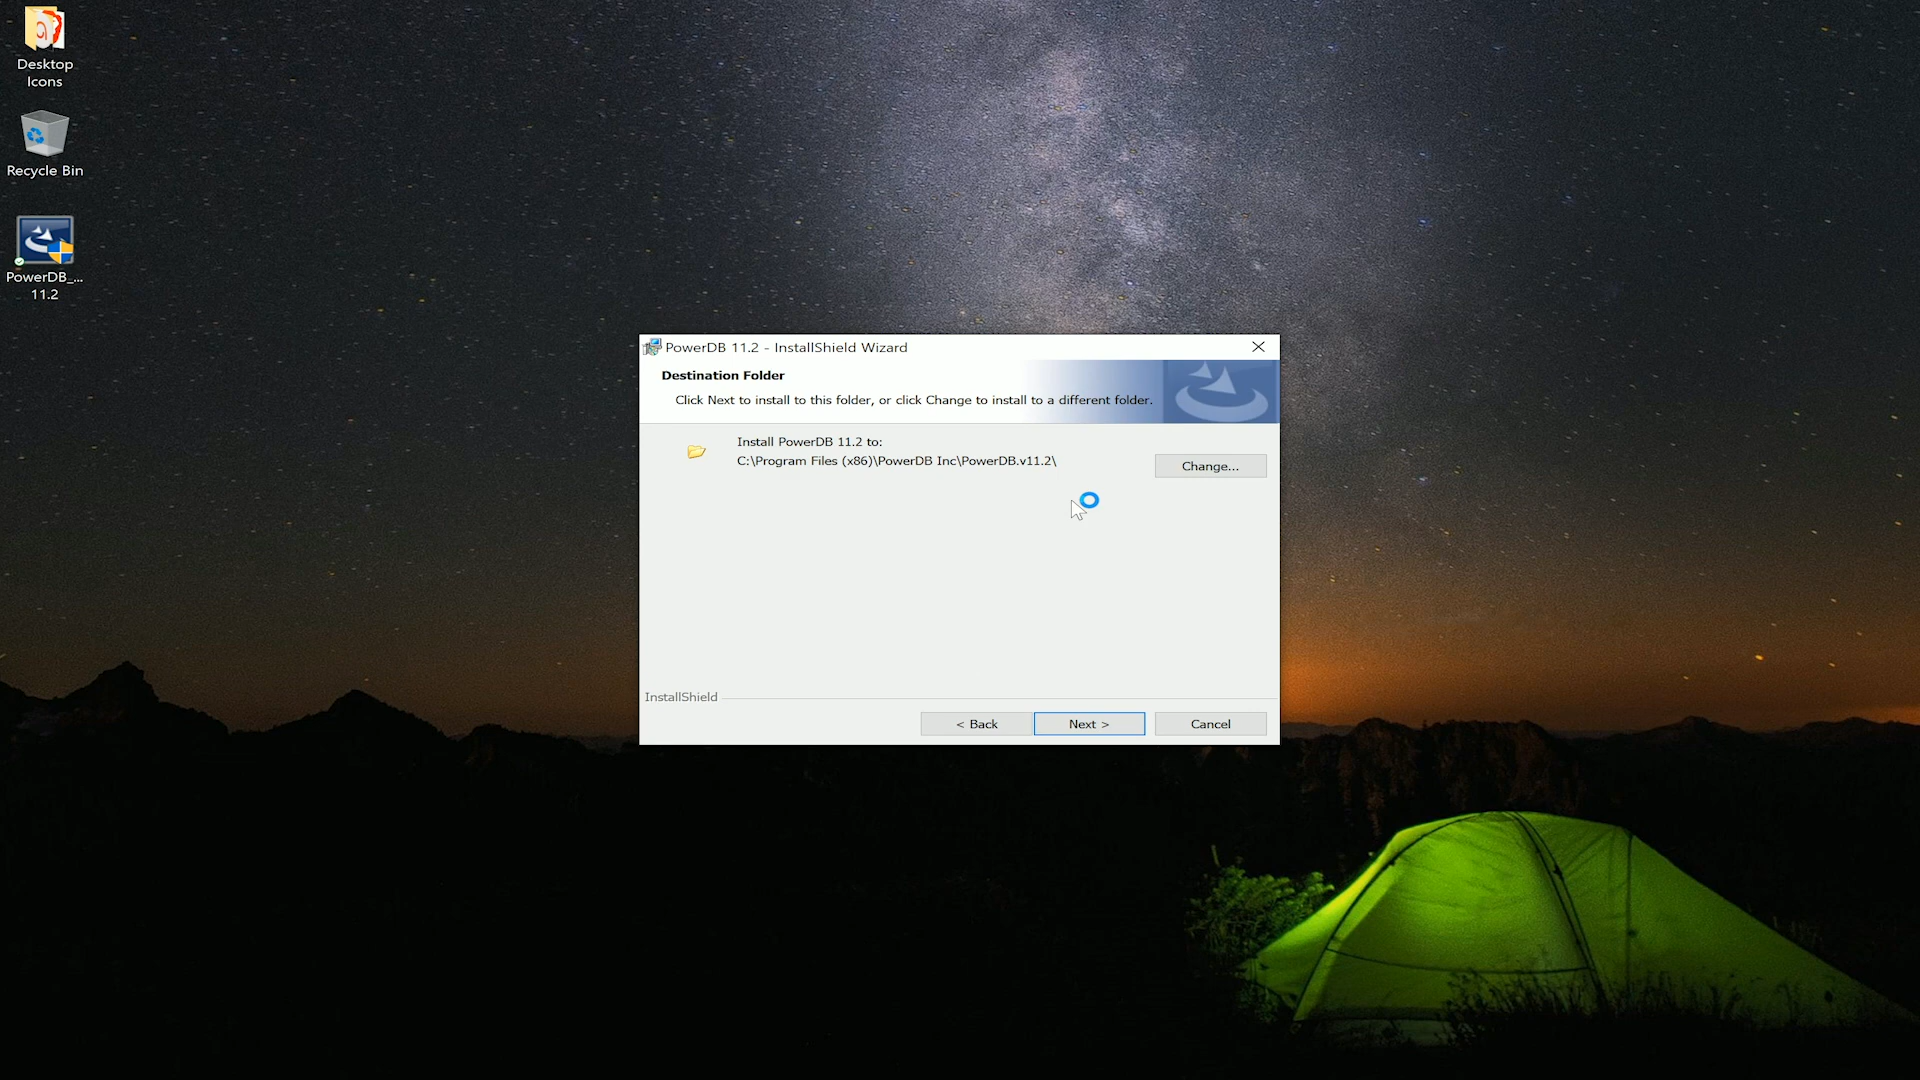 Desktop
Icons
Recycle Bin
PowerDB_...
11.2
PowerDB 11.2 - InstallShield Wizard
Destination Folder
Click Next to install to this folder, or click Change to install to a different folder.
Install PowerDB 11.2 to:
C:\Program Files (x86)\PowerDB Inc\PowerDB.v11.2\
Change...
InstallShield
< Back
Next >
Cancel